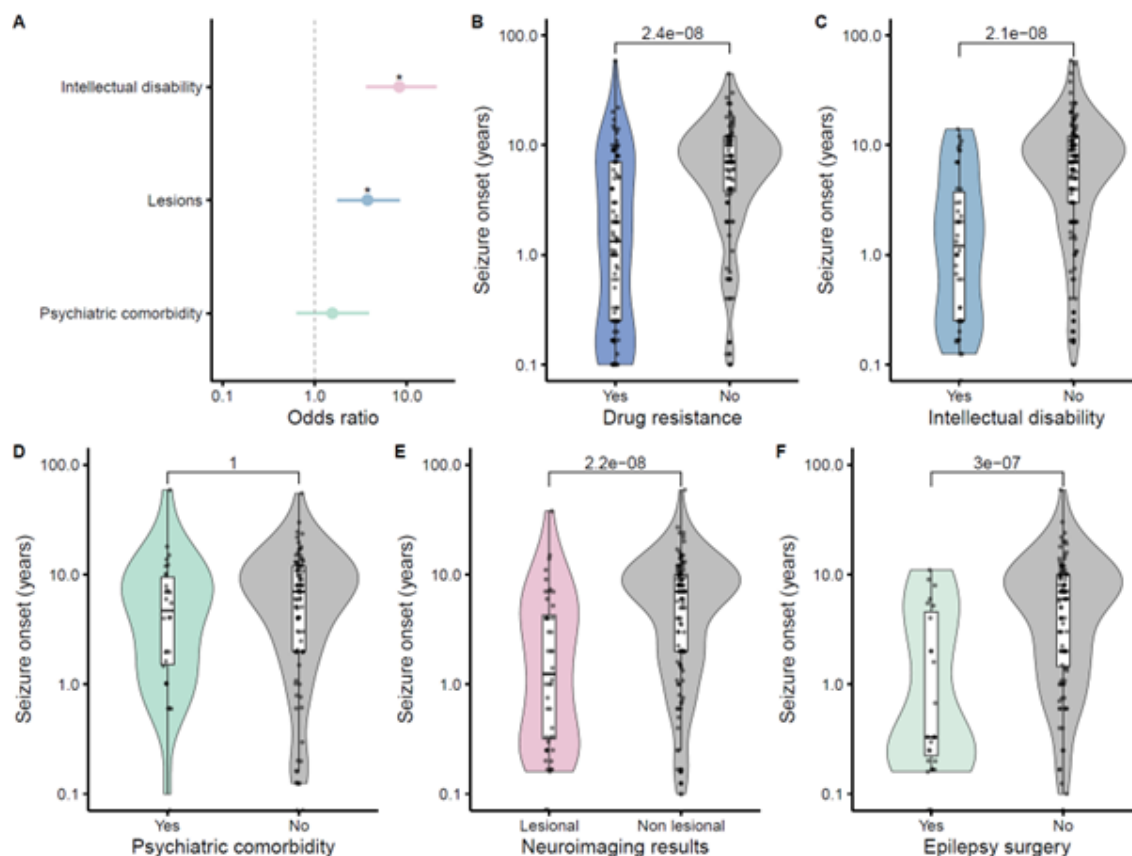 A
Intellectual disability
*
Lesions
*
Psychiatric comorbidity
0.1
1.0
10.0
Odds ratio
B
Seizure onset (years)
100.0
10.0
1.0
0.1
2.4e−08
Yes
No
Drug resistance
C
Seizure onset (years)
100.0
10.0
1.0
0.1
2.1e−08
Yes
No
Intellectual disability
D
Seizure onset (years)
100.0
10.0
1.0
0.1
1
Yes
No
Psychiatric comorbidity
E
Seizure onset (years)
100.0
10.0
1.0
0.1
2.2e−08
Lesional
Non lesional
Neuroimaging results
F
Seizure onset (years)
100.0
10.0
1.0
0.1
3e−07
Yes
No
Epilepsy surgery